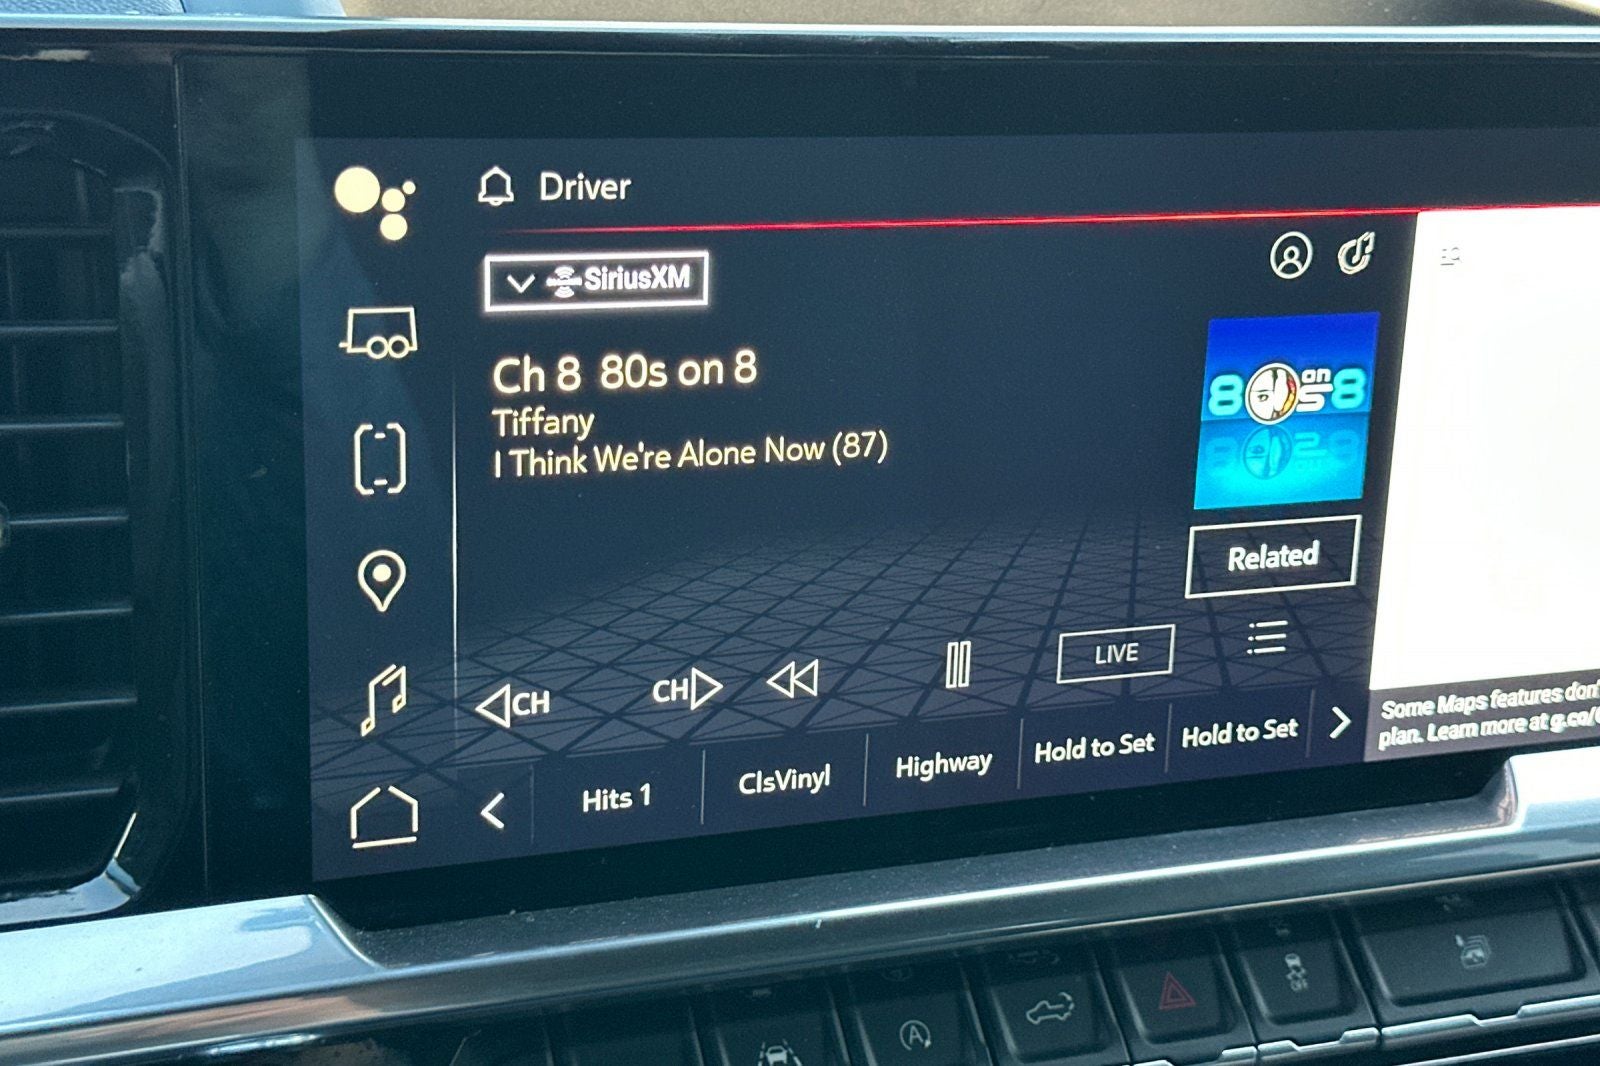 Driver
SiriusXM
Ch 8 80s on 8
Tiffany
I Think We're Alone Now (87)
80s on 8
Related
CH
CH
LIVE
Hits 1
ClsVinyl
Highway
Hold to Set
Hold to Set
Some Maps features don'
plan. Learn more at g.co/
A
OFF